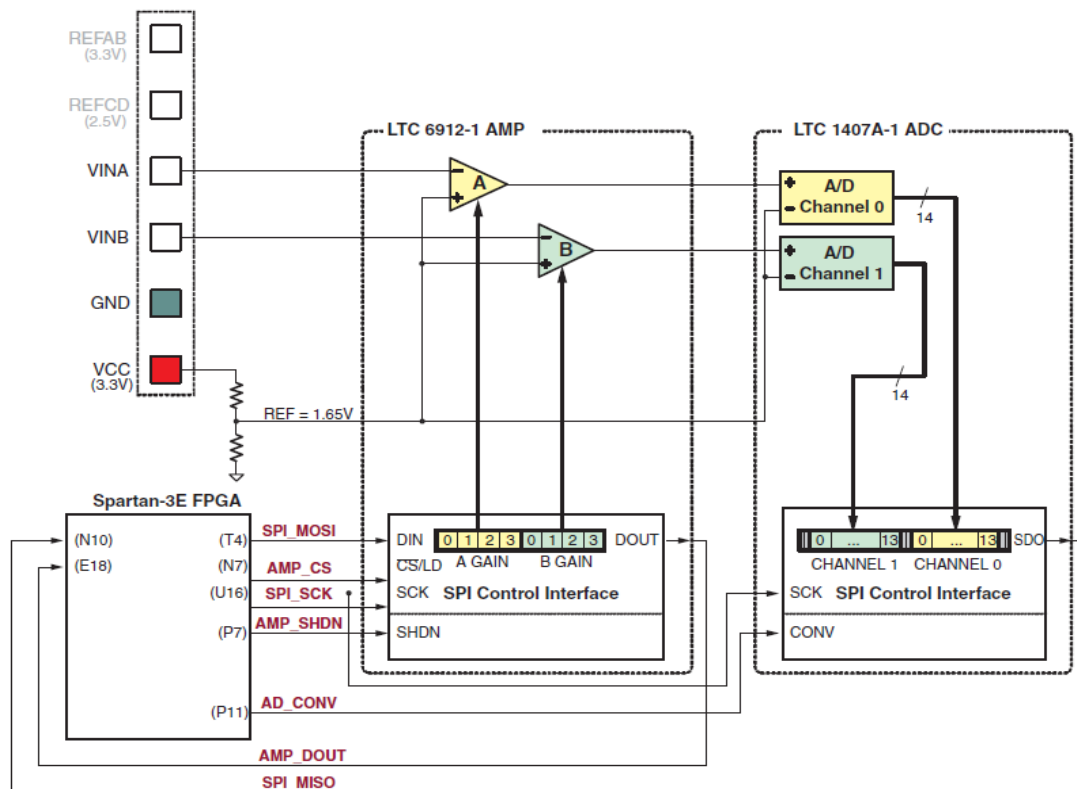 REFAB
(3.3V)
REFCD
(2.5V)
VINA
VINB
GND
VCC
(3.3V)
REF = 1.65V
LTC 6912-1 AMP
- A +
- B +
LTC 1407A-1 ADC
+ A/D
- Channel 0
14
+ A/D
- Channel 1
14
Spartan-3E FPGA
(N10)
(E18)
(T4)
(N7)
(U16)
(P7)
(P11)
SPI_MOSI
AMP_CS
SPI_SCK
AMP_SHDN
AD_CONV
AMP_DOUT
SPI_MISO
DIN 0 1 2 3 0 1 2 3 DOUT
CS/LD A GAIN B GAIN
SCK SPI Control Interface
SHDN
0 ... 13 0 ... 13 SDO
CHANNEL 1 CHANNEL 0
SCK SPI Control Interface
CONV